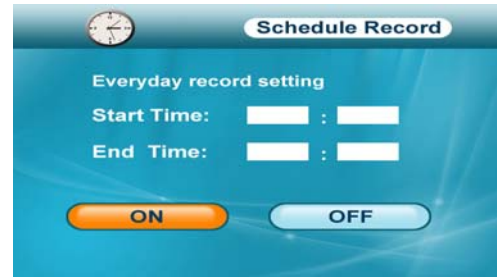 Schedule Record
Everyday record setting
Start Time: :
End Time: :
ON OFF